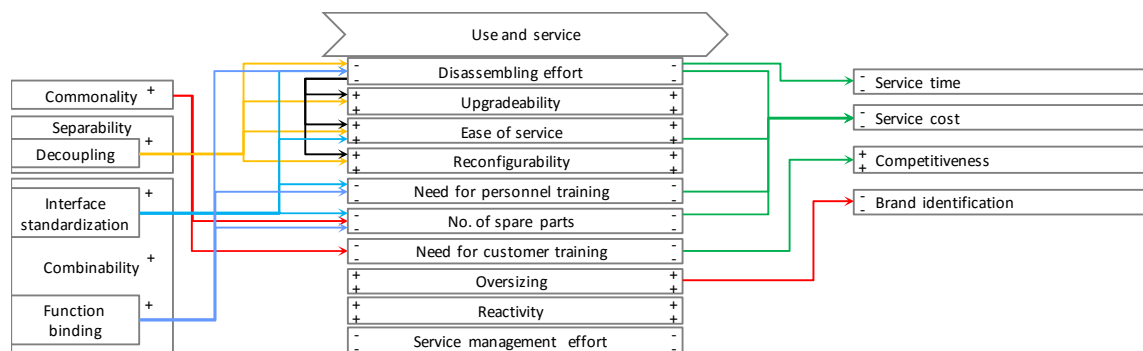 Use and service
- Disassembling effort -
- -
+ Upgradeability +
+ +
+ Ease of service +
+ +
+ Reconfigurability +
+ +
- Need for personnel training -
- -
- No. of spare parts -
- -
- Need for customer training -
- -
+ Oversizing +
+ +
+ Reactivity +
+ +
- Service management effort -
- -
Commonality +
Separability +
Decoupling +
+
Interface +
standardization
Combinability +
Function +
binding
- Service time
-
- Service cost
-
+ Competitiveness
+
- Brand identification
-